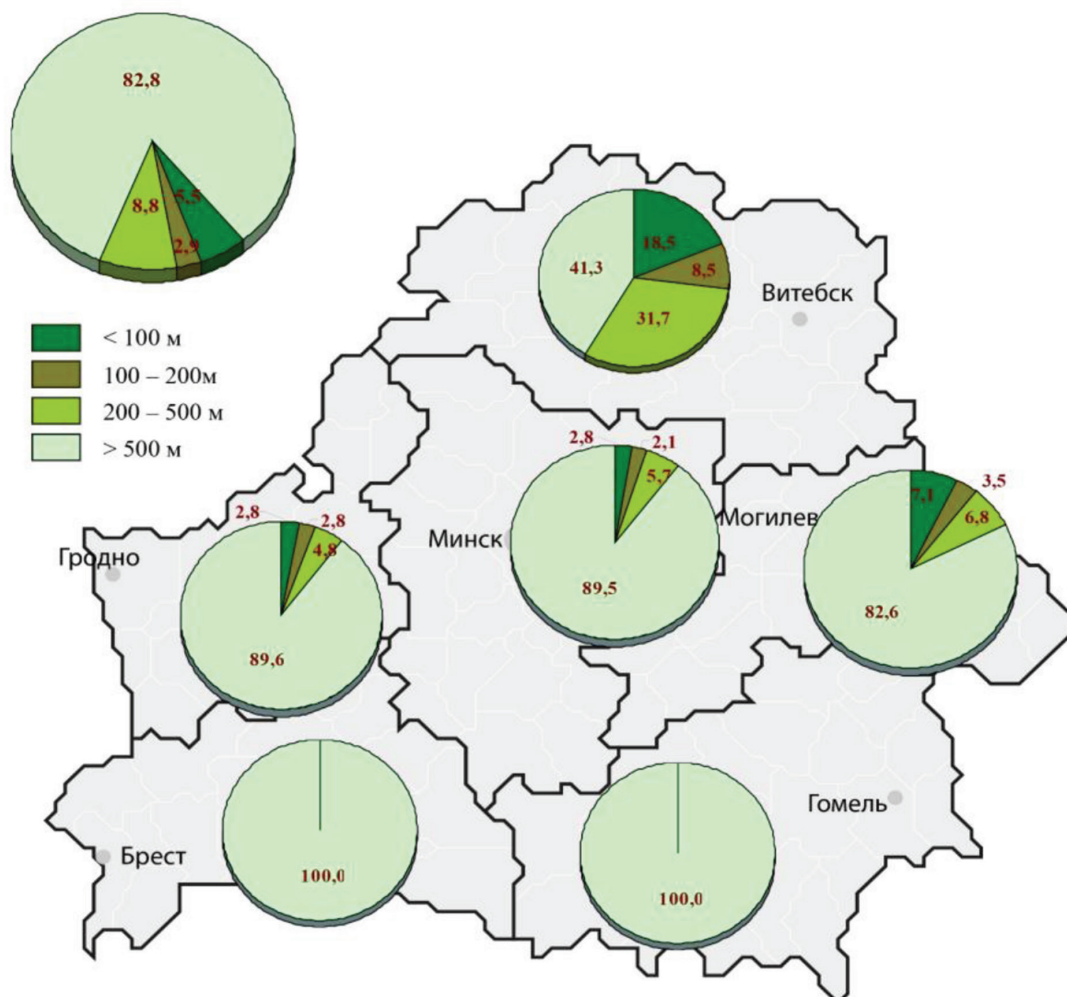 82,8
8,8
5,5
2,9
< 100 м
100 – 200м
200 – 500 м
> 500 м
18,5
41,3
8,5
31,7
Витебск
2,8
2,1
5,7
Минск
89,5
Могилев
7,1
3,5
6,8
82,6
Гродно
2,8
2,8
4,8
89,6
Брест
100,0
Гомель
100,0